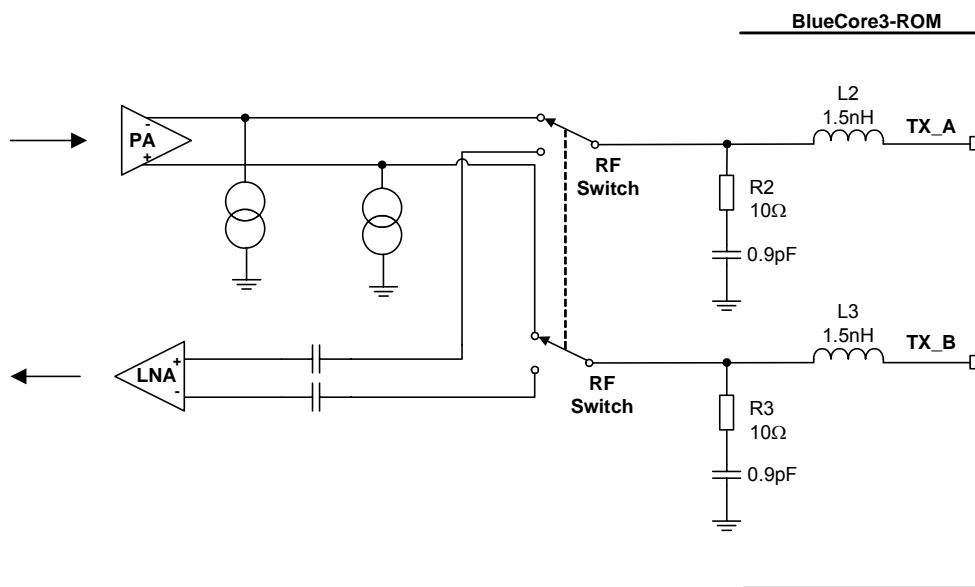 BlueCore3-ROM
L2
1.5nH
TX_A
-
PA
+
RF
Switch
R2
10Ω
0.9pF
L3
1.5nH
TX_B
+
LNA
-
RF
Switch
R3
10Ω
0.9pF